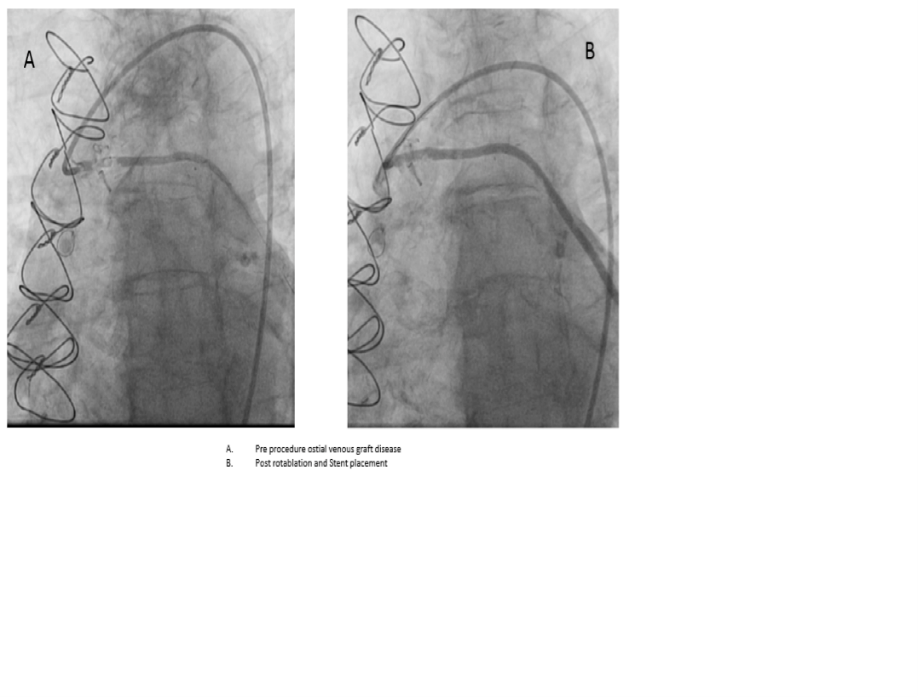 A
B
A. Pre procedure ostial venous graft disease
B. Post rotablation and Stent placement